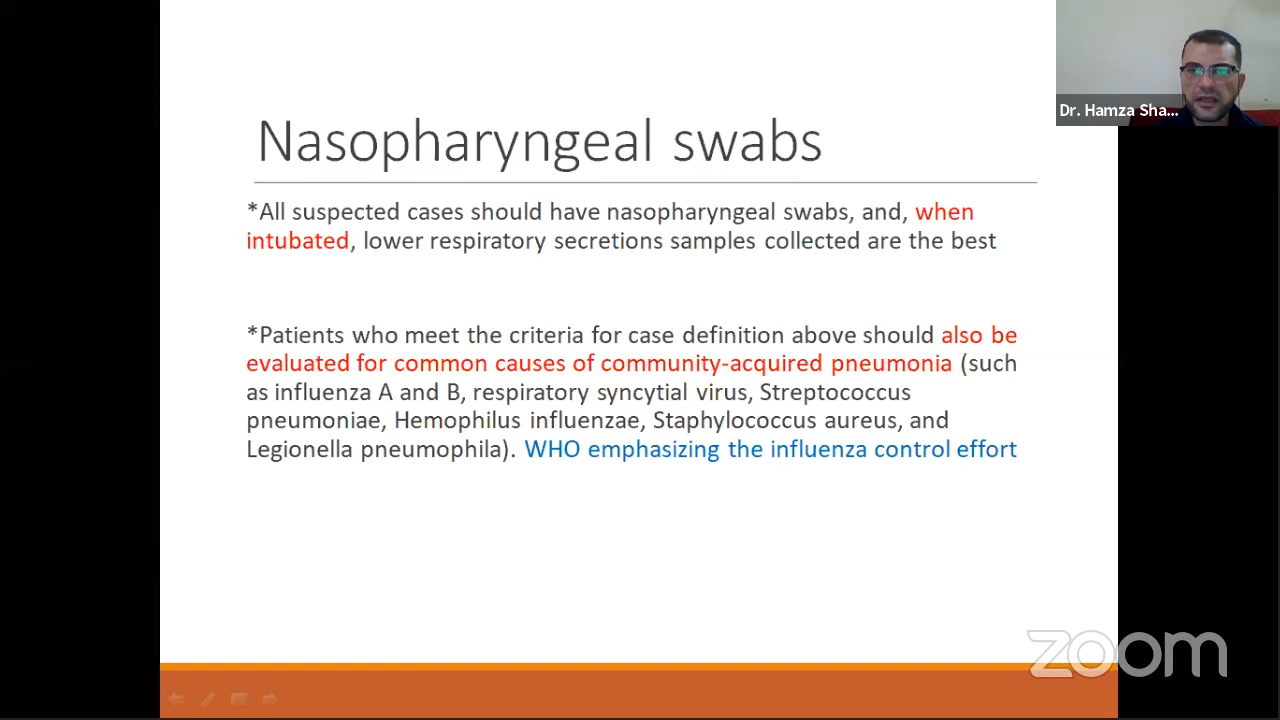 Nasopharyngeal swabs
Dr. Hamza Sha...
*All suspected cases should have nasopharyngeal swabs, and, when
intubated, lower respiratory secretions samples collected are the best
*Patients who meet the criteria for case definition above should also be
evaluated for common causes of community-acquired pneumonia (such
as influenza A and B, respiratory syncytial virus, Streptococcus
pneumoniae, Hemophilus influenzae, Staphylococcus aureus, and
Legionella pneumophila). WHO emphasizing the influenza control effort
zoom